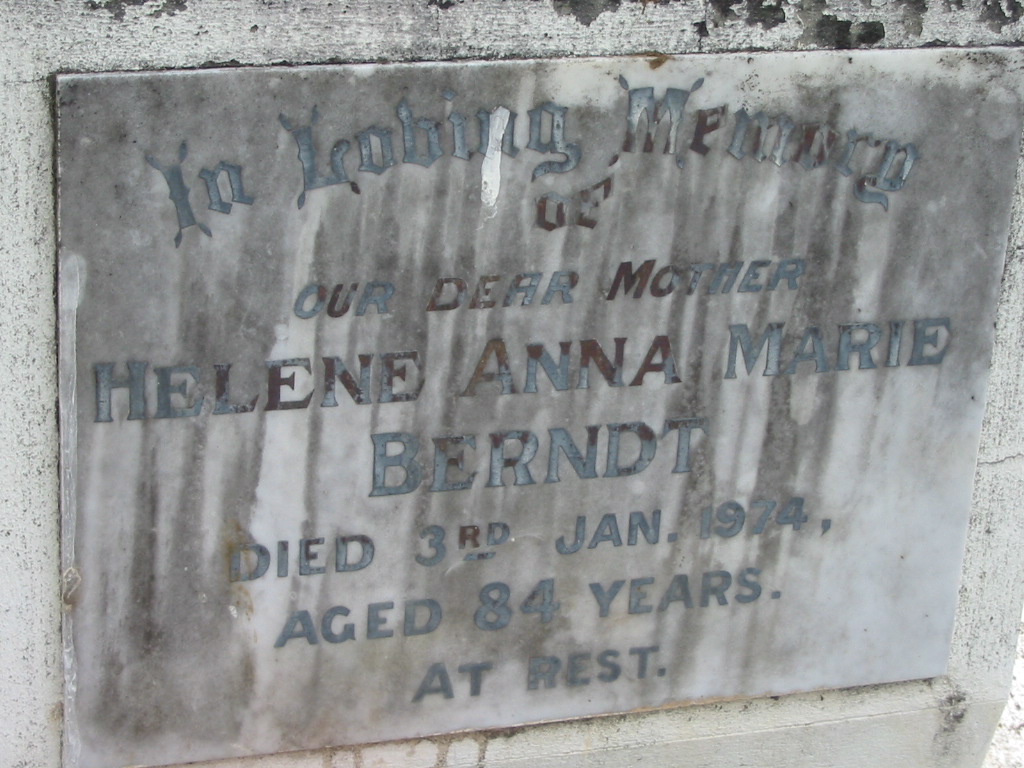 In Loving Memory
OF
OUR DEAR MOTHER
HELENE ANNA MARIE
BERNDT
DIED 3RD JAN. 1974,
AGED 84 YEARS.
AT REST.